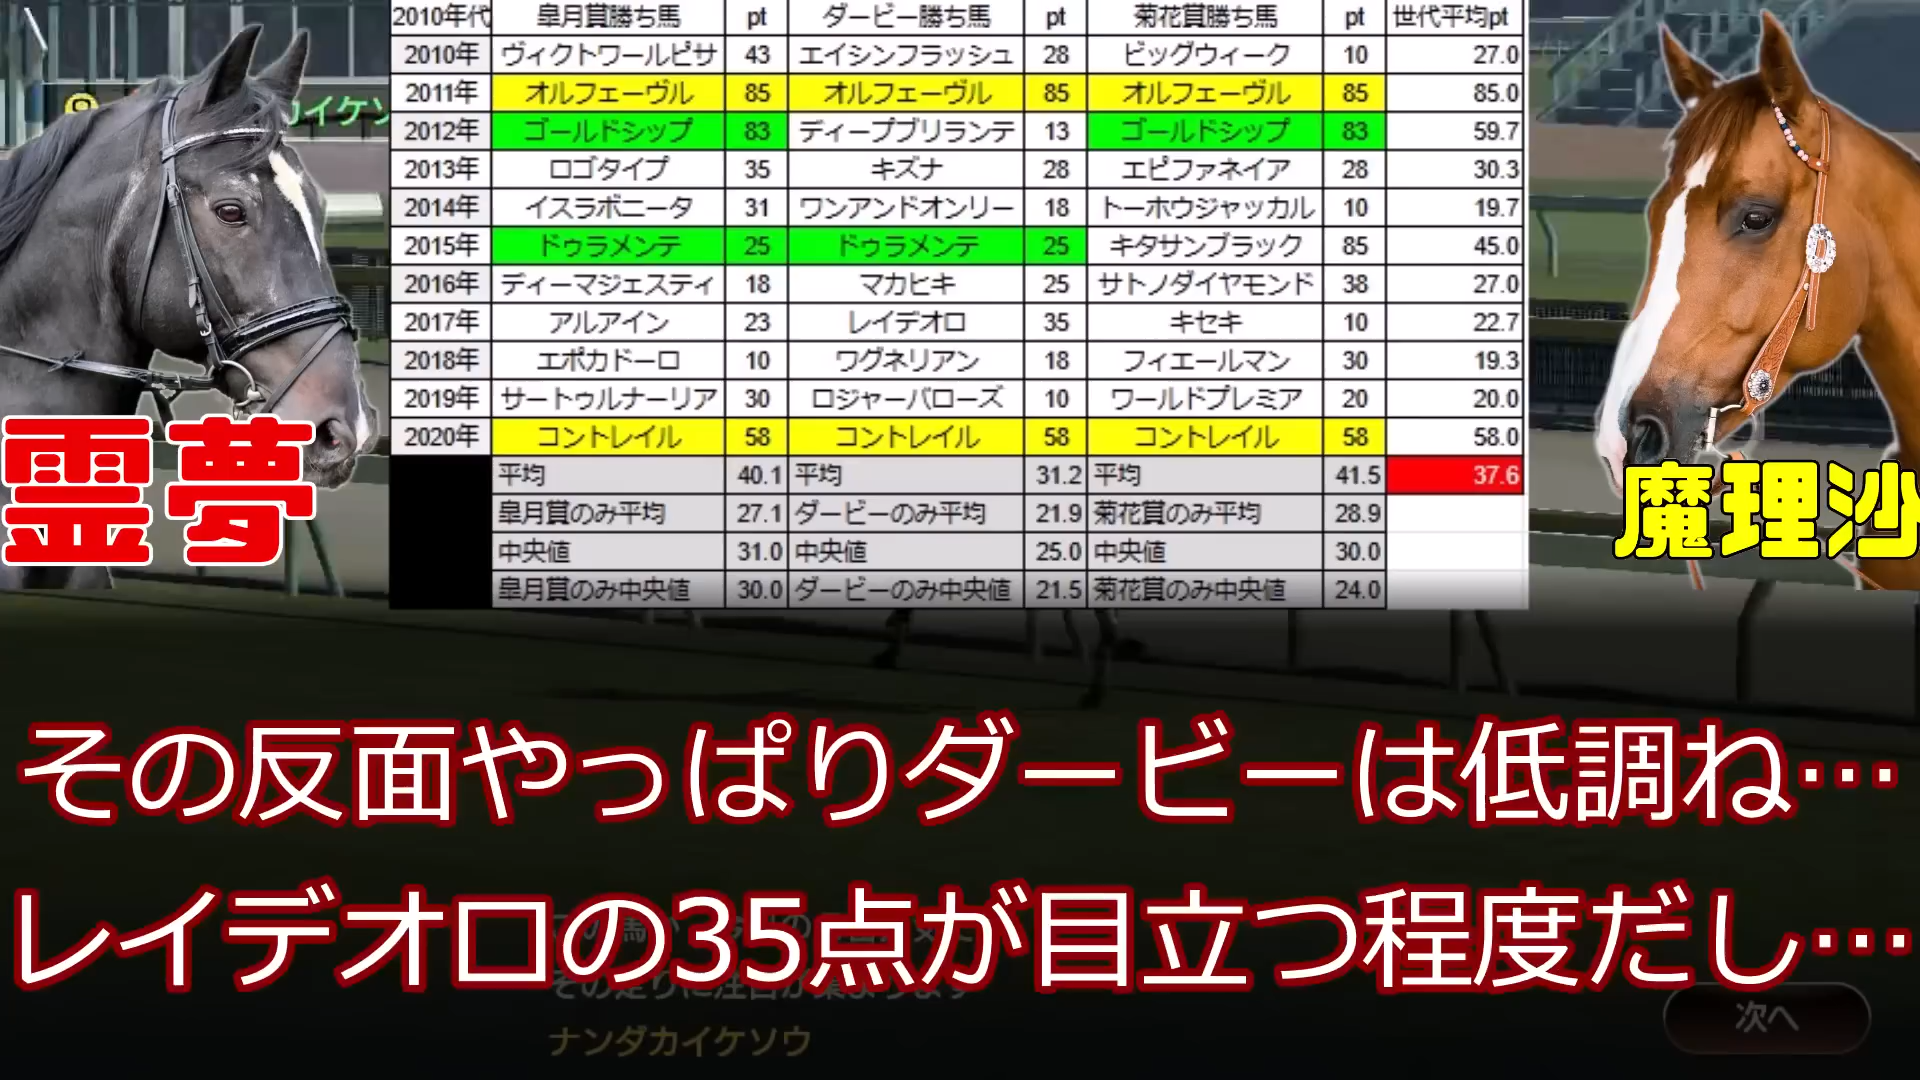 2010年代 皐月賞勝ち馬 pt ダービー勝ち馬 pt 菊花賞勝ち馬 pt 世代平均pt
2010年 ヴィクトワールピサ 43 エイシンフラッシュ 28 ビッグウィーク 10 27.0
2011年 オルフェーヴル 85 オルフェーヴル 85 オルフェーヴル 85 85.0
2012年 ゴールドシップ 83 ディープブリランテ 13 ゴールドシップ 83 59.7
2013年 ロゴタイプ 35 キズナ 28 エピファネイア 28 30.3
2014年 イスラボニータ 31 ワンアンドオンリー 18 トーホウジャッカル 10 19.7
2015年 ドゥラメンテ 25 ドゥラメンテ 25 キタサンブラック 85 45.0
2016年 ディーマジェスティ 18 マカヒキ 25 サトノダイヤモンド 38 27.0
2017年 アルアイン 23 レイデオロ 35 キセキ 10 22.7
2018年 エポカドーロ 10 ワグネリアン 18 フィエールマン 30 19.3
2019年 サートゥルナーリア 30 ロジャーバローズ 10 ワールドプレミア 20 20.0
2020年 コントレイル 58 コントレイル 58 コントレイル 58 58.0
平均 40.1 平均 31.2 平均 41.5 37.6
皐月賞のみ平均 27.1 ダービーのみ平均 21.9 菊花賞のみ平均 28.9
中央値 31.0 中央値 25.0 中央値 30.0
皐月賞のみ中央値 30.0 ダービーのみ中央値 21.5 菊花賞のみ中央値 24.0
カイケソ
霊夢
魔理沙
その反面やっぱりダービーは低調ね…
レイデオロの35点が目立つ程度だし…
ナンダカイケソウ
次へ